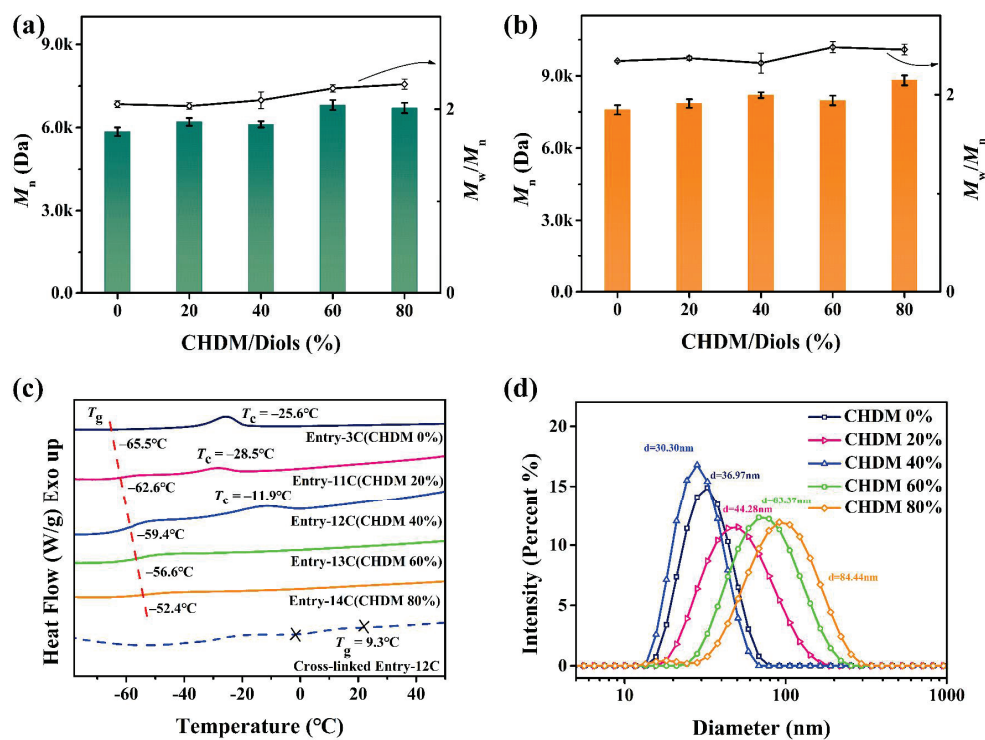 (a)
9.0k
6.0k
3.0k
0.0
Mn (Da)
2
0
Mw/Mn
0 20 40 60 80
CHDM/Diols (%)
(b)
9.0k
6.0k
3.0k
0.0
Mn (Da)
2
0
Mw/Mn
0 20 40 60 80
CHDM/Diols (%)
(c)
Heat Flow (W/g) Exo up
Tg
Tc = –25.6°C
–65.5°C
Entry-3C(CHDM 0%)
Tc = –28.5°C
–62.6°C
Entry-11C(CHDM 20%)
Tc = –11.9°C
–59.4°C
Entry-12C(CHDM 40%)
–56.6°C
Entry-13C(CHDM 60%)
–52.4°C
Entry-14C(CHDM 80%)
Tg = 9.3°C
Cross-linked Entry-12C
-60 -40 -20 0 20 40
Temperature (°C)
(d)
Intensity (Percent %)
20
15
10
5
0
CHDM 0%
CHDM 20%
CHDM 40%
CHDM 60%
CHDM 80%
d=30.30nm
d=36.97nm
d=44.28nm
d=84.44nm
10 100 1000
Diameter (nm)